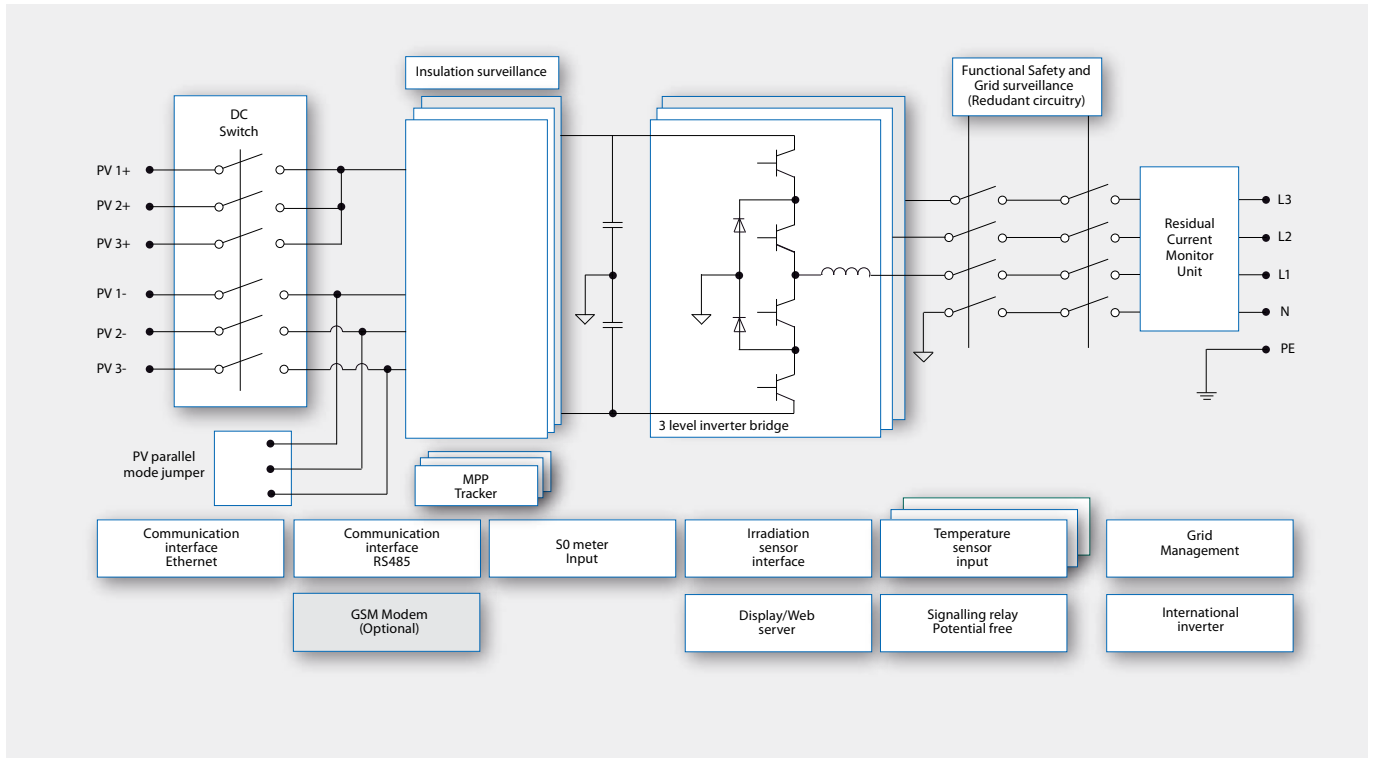 Insulation surveillance
Functional Safety and
Grid surveillance
(Redudant circuitry)
DC
Switch
PV 1+
PV 2+
PV 3+
PV 1-
PV 2-
PV 3-
Residual
Current
Monitor
Unit
L3
L2
L1
N
PE
3 level inverter bridge
PV parallel
mode jumper
MPP
Tracker
Communication
interface
Ethernet
Communication
interface
RS485
S0 meter
Input
Irradiation
sensor
interface
Temperature
sensor
input
Grid
Management
GSM Modem
(Optional)
Display/Web
server
Signalling relay
Potential free
International
inverter